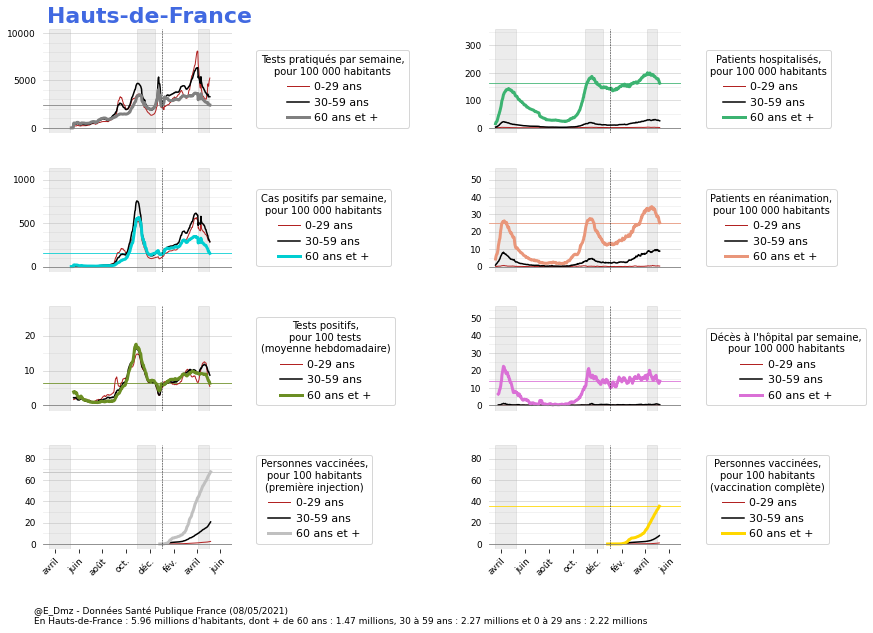 Hauts-de-France
10000
5000
0
Tests pratiqués par semaine,
pour 100 000 habitants
0-29 ans
30-59 ans
60 ans et +
300
200
100
0
Patients hospitalisés,
pour 100 000 habitants
0-29 ans
30-59 ans
60 ans et +
1000
500
0
Cas positifs par semaine,
pour 100 000 habitants
0-29 ans
30-59 ans
60 ans et +
50
40
30
20
10
0
Patients en réanimation,
pour 100 000 habitants
0-29 ans
30-59 ans
60 ans et +
20
10
0
Tests positifs,
pour 100 tests
(moyenne hebdomadaire)
0-29 ans
30-59 ans
60 ans et +
50
40
30
20
10
0
Décès à l'hôpital par semaine,
pour 100 000 habitants
0-29 ans
30-59 ans
60 ans et +
80
60
40
20
0
avril
juin
août
oct.
déc.
fév.
avril
juin
Personnes vaccinées,
pour 100 habitants
(première injection)
0-29 ans
30-59 ans
60 ans et +
80
60
40
20
0
avril
juin
août
oct.
déc.
fév.
avril
juin
Personnes vaccinées,
pour 100 habitants
(vaccination complète)
0-29 ans
30-59 ans
60 ans et +
@E_Dmz - Données Santé Publique France (08/05/2021)
En Hauts-de-France : 5.96 millions d'habitants, dont + de 60 ans : 1.47 millions, 30 à 59 ans : 2.27 millions et 0 à 29 ans : 2.22 millions